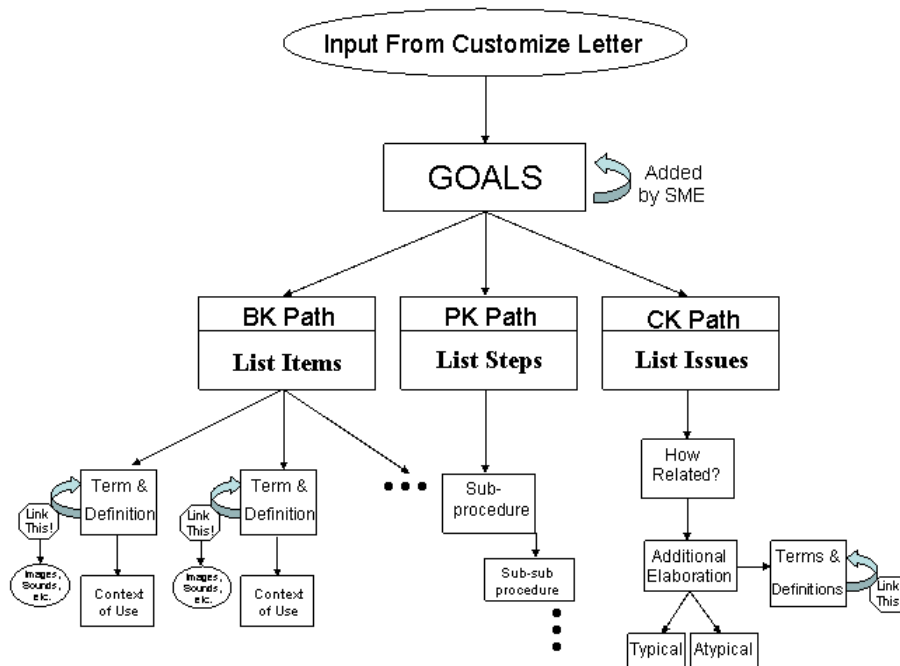 Input From Customize Letter
GOALS
Added
by SME
BK Path
List Items
PK Path
List Steps
CK Path
List Issues
How
Related?
Term &
Definition
Link
This!
Images,
Sounds,
etc.
Context
of Use
Term &
Definition
Link
This!
Images,
Sounds,
etc.
Context
of Use
Sub-
procedure
Sub-sub
procedure
Additional
Elaboration
Terms &
Definitions
Link
This!
Typical
Atypical